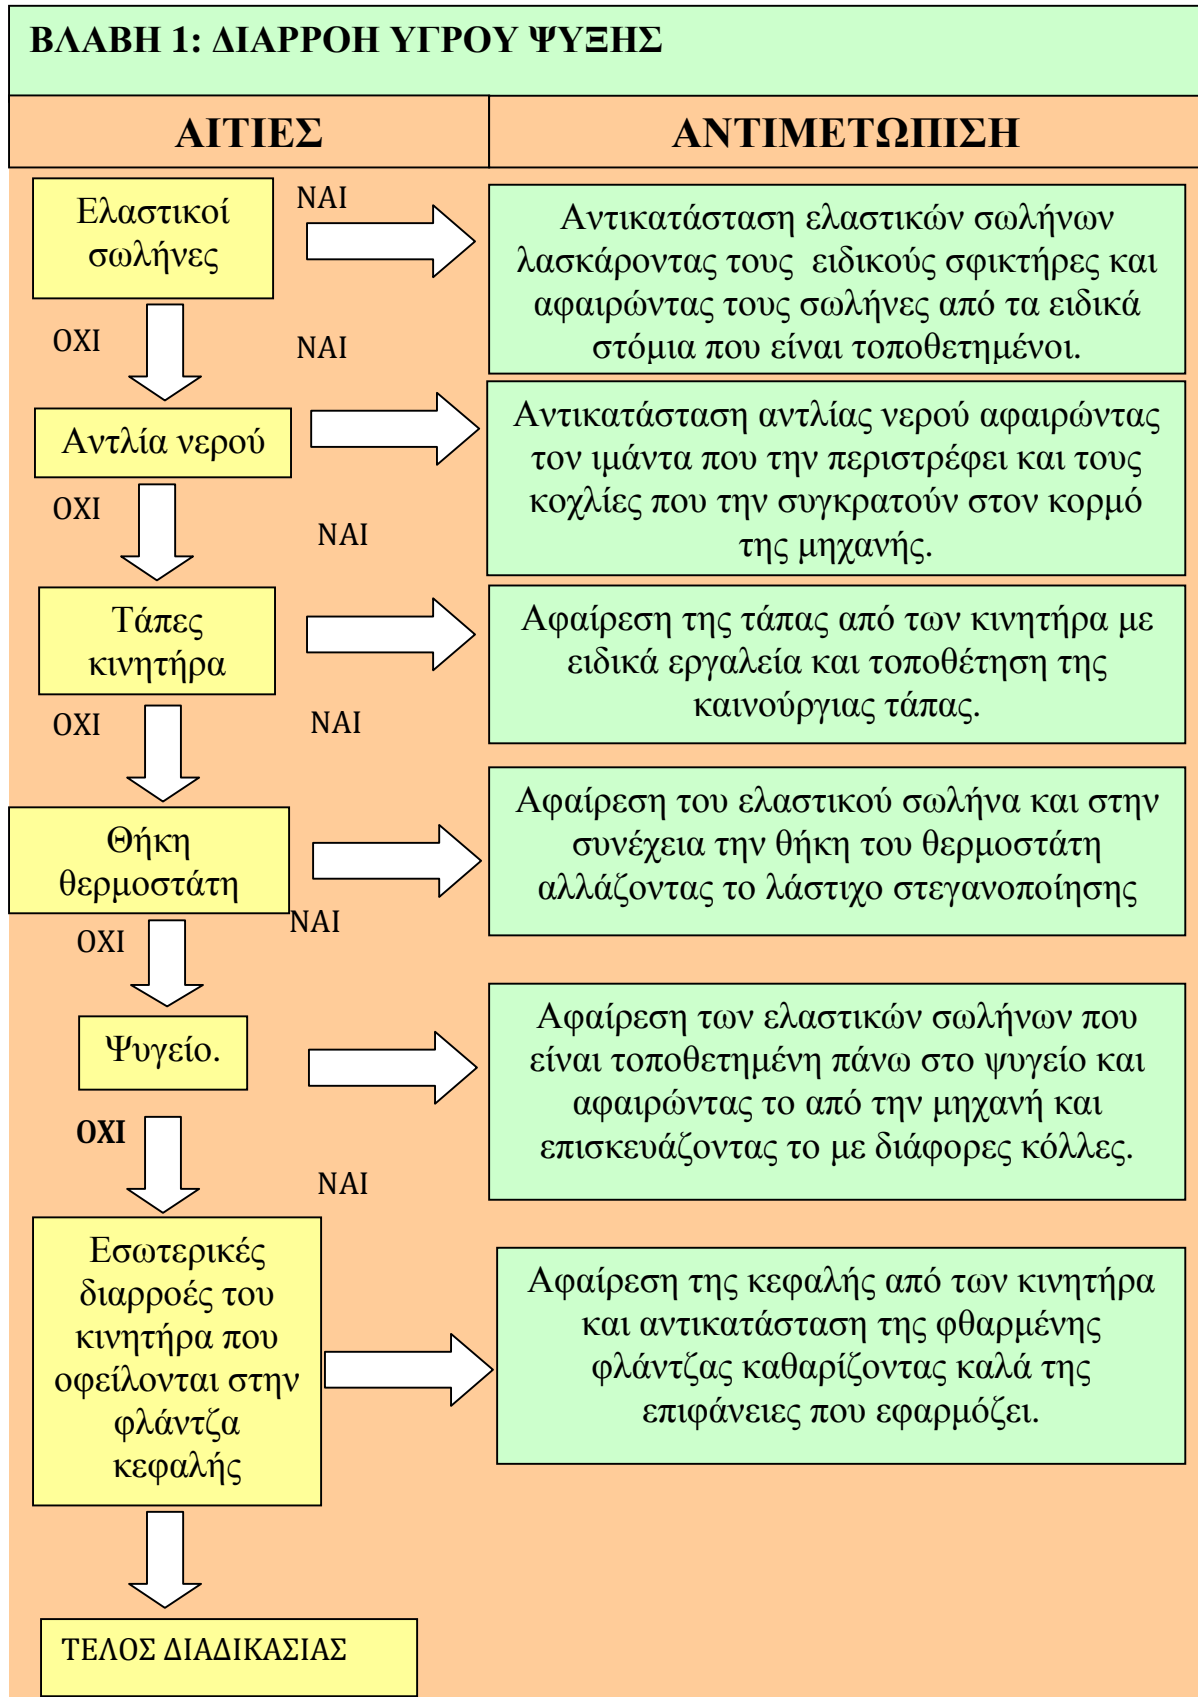 ΒΛΑΒΗ 1: ΔΙΑΡΡΟΗ ΥΓΡΟΥ ΨΥΞΗΣ
ΑΙΤΙΕΣ
ΑΝΤΙΜΕΤΩΠΙΣΗ
Ελαστικοί
σωλήνες
ΝΑΙ
Αντικατάσταση ελαστικών σωλήνων
λασκάροντας τους ειδικούς σφικτήρες και
αφαιρώντας τους σωλήνες από τα ειδικά
στόμια που είναι τοποθετημένοι.
ΟΧΙ
ΝΑΙ
Αντλία νερού
Αντικατάσταση αντλίας νερού αφαιρώντας
τον ιμάντα που την περιστρέφει και τους
κοχλίες που την συγκρατούν στον κορμό
της μηχανής.
ΟΧΙ
ΝΑΙ
Τάπες
κινητήρα
Αφαίρεση της τάπας από των κινητήρα με
ειδικά εργαλεία και τοποθέτηση της
καινούργιας τάπας.
ΟΧΙ
ΝΑΙ
Θήκη
θερμοστάτη
Αφαίρεση του ελαστικού σωλήνα και στην
συνέχεια την θήκη του θερμοστάτη
αλλάζοντας το λάστιχο στεγανοποίησης
ΟΧΙ
ΝΑΙ
Ψυγείο.
Αφαίρεση των ελαστικών σωλήνων που
είναι τοποθετημένη πάνω στο ψυγείο και
αφαιρώντας το από την μηχανή και
επισκευάζοντας το με διάφορες κόλλες.
ΟΧΙ
ΝΑΙ
Εσωτερικές
διαρροές του
κινητήρα που
οφείλονται στην
φλάντζα
κεφαλής
Αφαίρεση της κεφαλής από των κινητήρα
και αντικατάσταση της φθαρμένης
φλάντζας καθαρίζοντας καλά της
επιφάνειες που εφαρμόζει.
ΤΕΛΟΣ ΔΙΑΔΙΚΑΣΙΑΣ